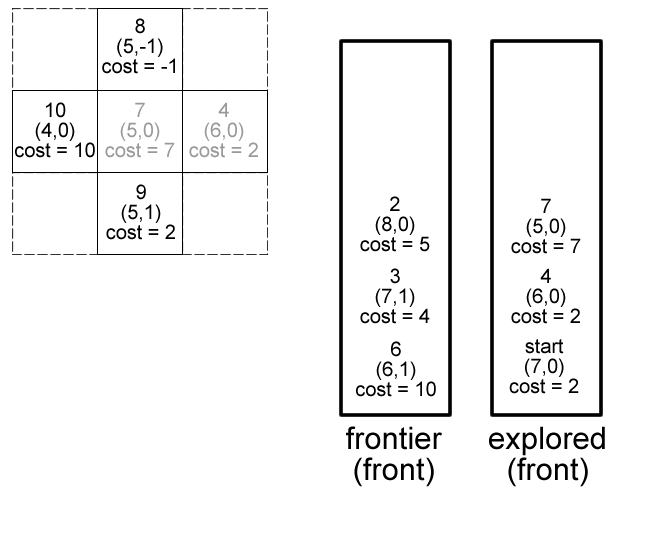 8
(5,-1)
cost = -1
10
(4,0)
cost = 10
7
(5,0)
cost = 7
4
(6,0)
cost = 2
9
(5,1)
cost = 2
2
(8,0)
cost = 5
3
(7,1)
cost = 4
6
(6,1)
cost = 10
frontier
(front)
7
(5,0)
cost = 7
4
(6,0)
cost = 2
start
(7,0)
cost = 2
explored
(front)